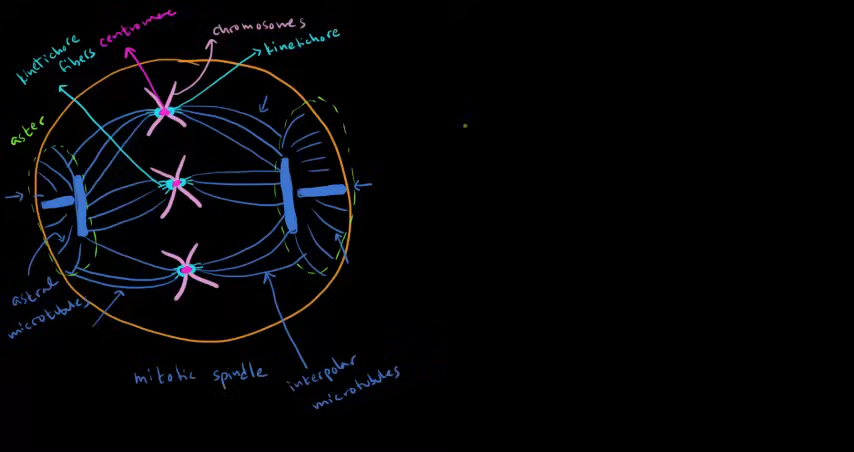 chromosomes
centromere
kinetichore
kinetichore
fibers
aster
astral
microtubules
mitotic spindle
interpolar
microtubules